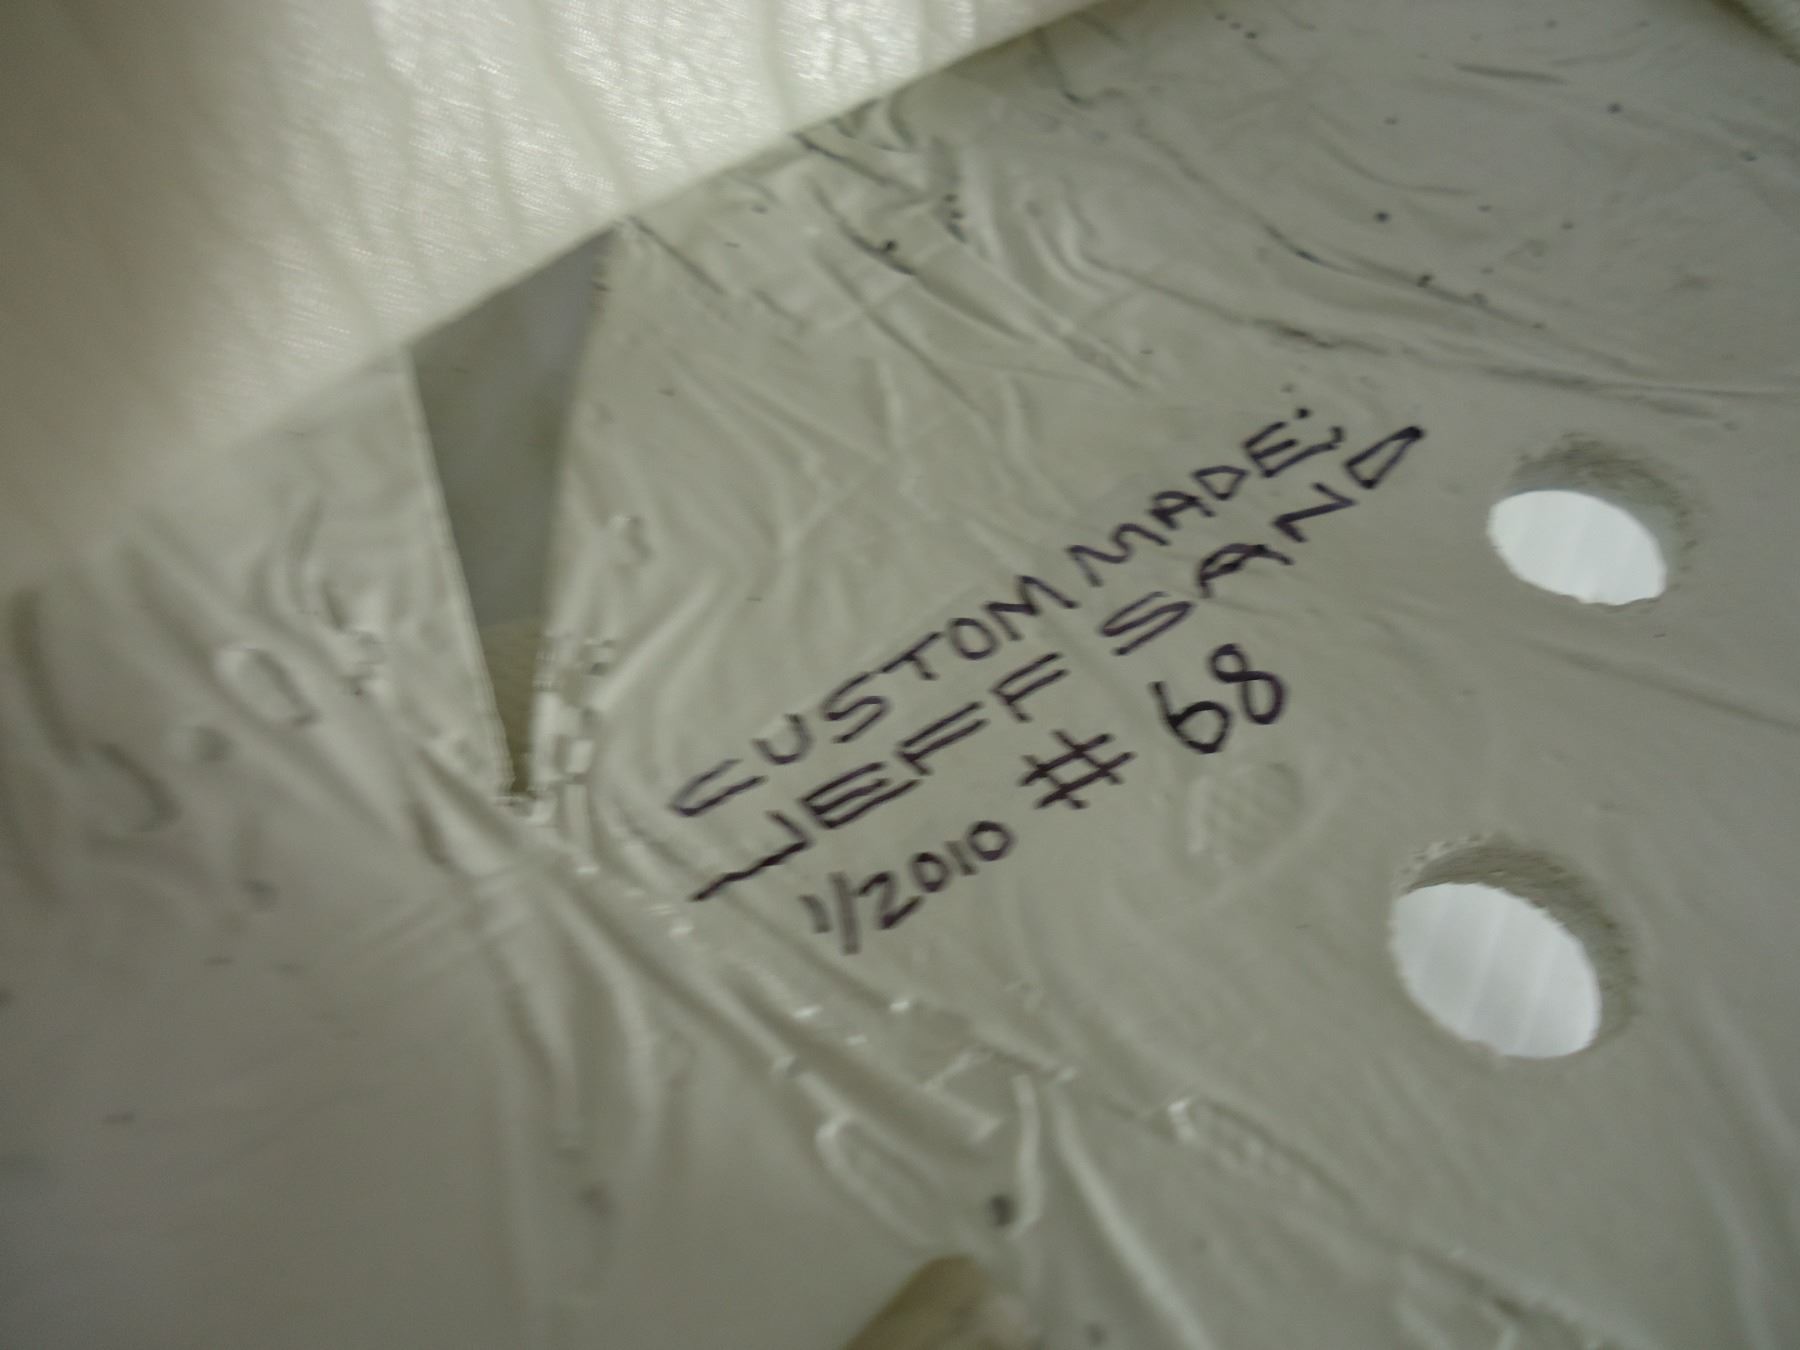 CUSTOM MADE;
JEFF SAND
1/2010 # 68